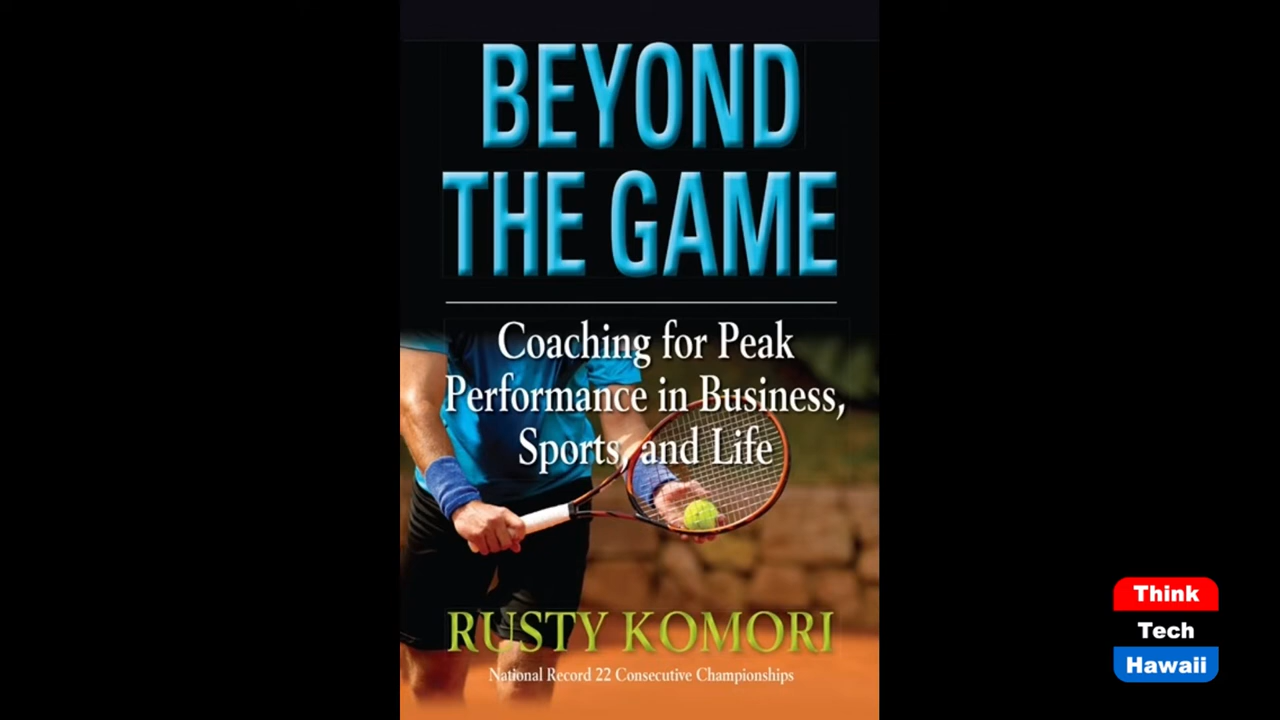 BEYOND
THE GAME
Coaching for Peak
Performance in Business,
Sports, and Life
RUSTY KOMORI
National Record 22 Consecutive Championships
Think
Tech
Hawaii